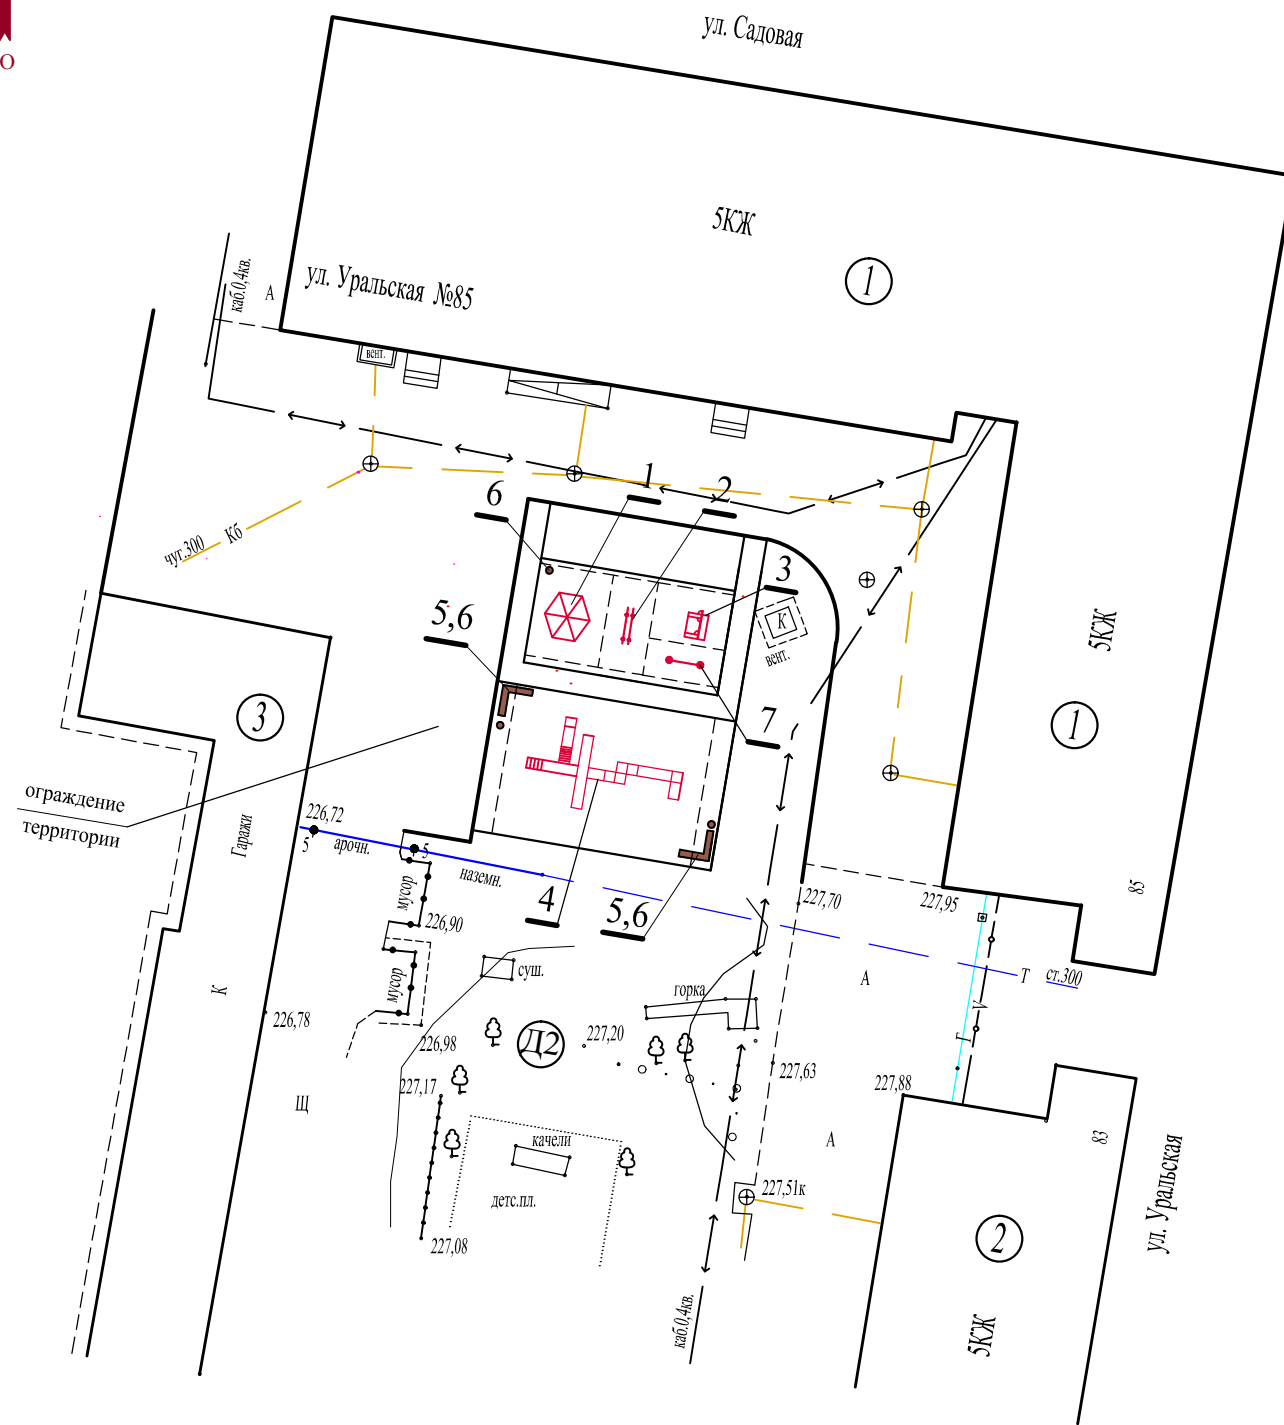 О
ул. Садовая
5КЖ
1
ул. Уральская №85
каб.0,4кв.
А
вент.
1
2
6
3
чуг.300
Кб
5,6
К
вент.
5КЖ
3
7
1
ограждение
территории
226,72
Гаражи
5
арочн.
5
наземн.
мусор
4
5,6
226,90
227,70
227,95
85
мусор
суш.
А
Т
ст.300
К
горка
226,78
V
Г
226,98
Д2
227,20
227,17
227,63
227,88
Щ
качели
А
83
детс.пл.
227,51к
227,08
2
ул. Уральская
каб.0,4кв.
5КЖ